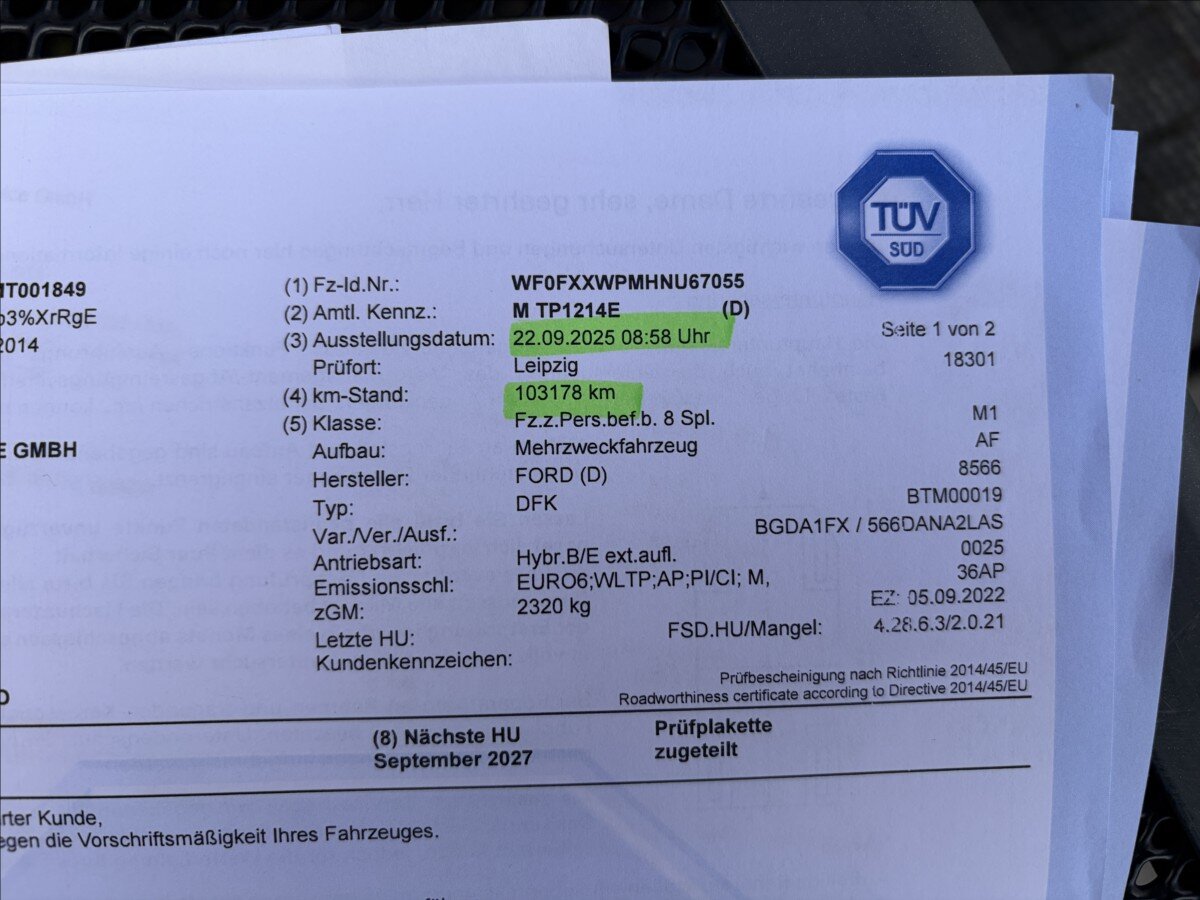 TÜV
SÜD
MT001849
o3%XrRgE
2014
E GMBH
(1) Fz-Id.Nr.: WF0FXXWPMHNU67055
(2) Amtl. Kennz.: M TP1214E (D)
(3) Ausstellungsdatum: 22.09.2025 08:58 Uhr Seite 1 von 2
Prüfort: Leipzig 18301
(4) km-Stand: 103178 km
(5) Klasse: Fz.z.Pers.bef.b. 8 Spl. M1
Aufbau: Mehrzweckfahrzeug AF
Hersteller: FORD (D) 8566
Typ: DFK BTM00019
Var./Ver./Ausf.: BGDA1FX / 566DANA2LAS
Antriebsart: Hybr.B/E ext.aufl. 0025
Emissionsschl: EURO6;WLTP;AP;PI/CI; M, 36AP
zGM: 2320 kg EZ: 05.09.2022
Letzte HU: FSD.HU/Mangel: 4.28.6.3/2.0.21
Kundenkennzeichen:
Prüfbescheinigung nach Richtlinie 2014/45/EU
Roadworthiness certificate according to Directive 2014/45/EU
(8) Nächste HU Prüfplakette
September 2027 zugeteilt
rter Kunde,
egen die Vorschriftsmäßigkeit Ihres Fahrzeuges.